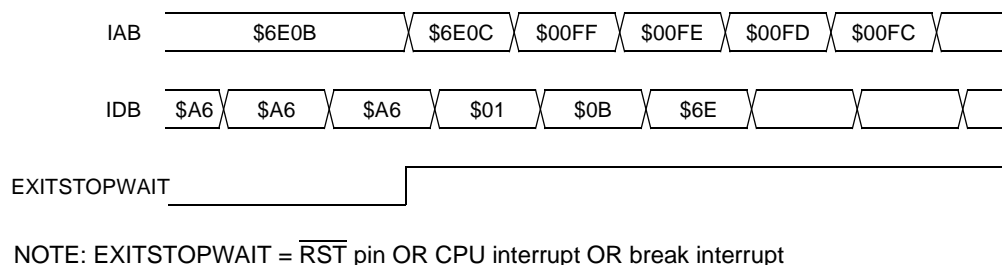 IAB $6E0B $6E0C $00FF $00FE $00FD $00FC
IDB $A6 $A6 $A6 $01 $0B $6E
EXITSTOPWAIT
NOTE: EXITSTOPWAIT = R̅S̅T̅ pin OR CPU interrupt OR break interrupt